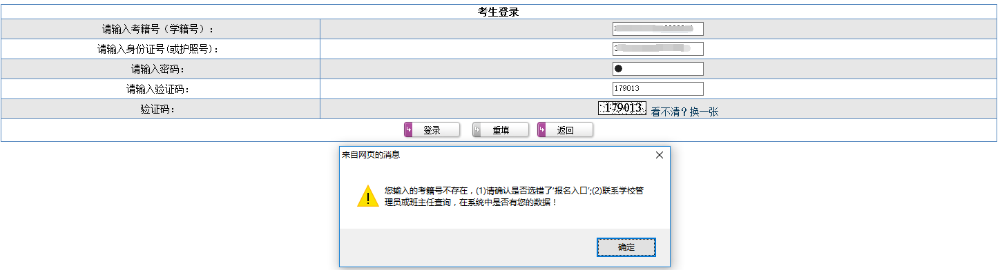 考生登录
请输入考籍号（学籍号）：
请输入身份证号(或护照号)：
请输入密码：
请输入验证码： 179013
验证码： 179013 看不清？换一张
登录 重填 返回
来自网页的消息
您输入的考籍号不存在，(1)请确认是否选错了'报名入口';(2)联系学校管
理员或班主任查询，在系统中是否有您的数据！
确定